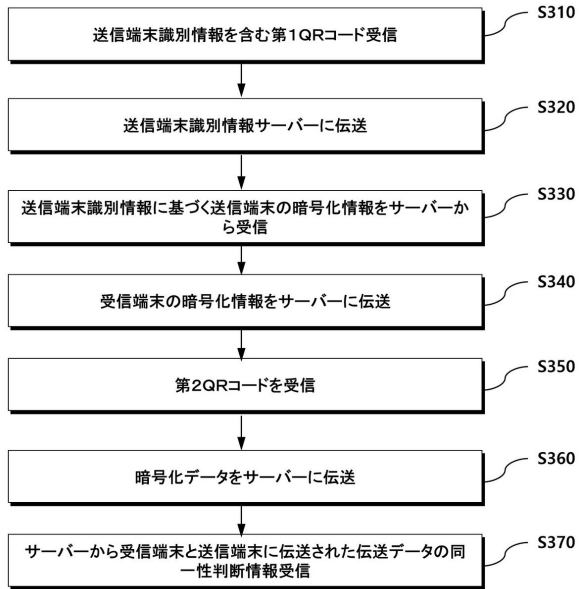 送信端末識別情報を含む第1QRコード受信
S310
送信端末識別情報サーバーに伝送
S320
送信端末識別情報に基づく送信端末の暗号化情報をサーバーか
ら受信
S330
受信端末の暗号化情報をサーバーに伝送
S340
第2QRコードを受信
S350
暗号化データをサーバーに伝送
S360
サーバーから受信端末と送信端末に伝送された伝送データの同
一性判断情報受信
S370